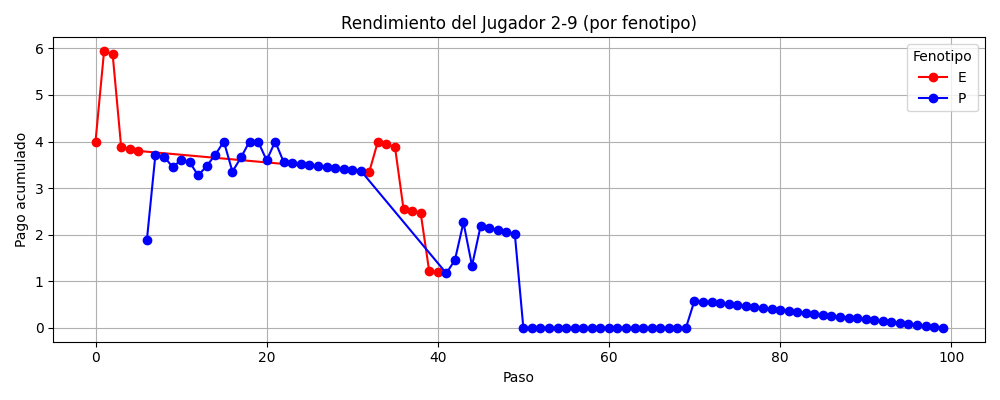 Rendimiento del Jugador 2-9 (por fenotipo)
Pago acumulado
6
5
4
3
2
1
0
Fenotipo
E
P
0 20 40 60 80 100
Paso